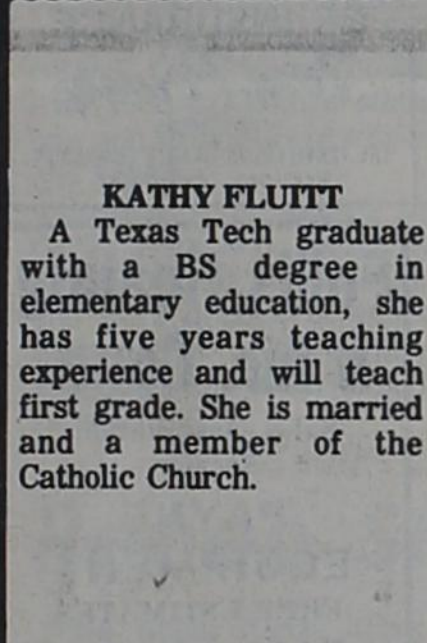 KATHY FLUITT
A Texas Tech graduate
with a BS degree in
elementary education, she
has five years teaching
experience and will teach
first grade. She is married
and a member of the
Catholic Church.